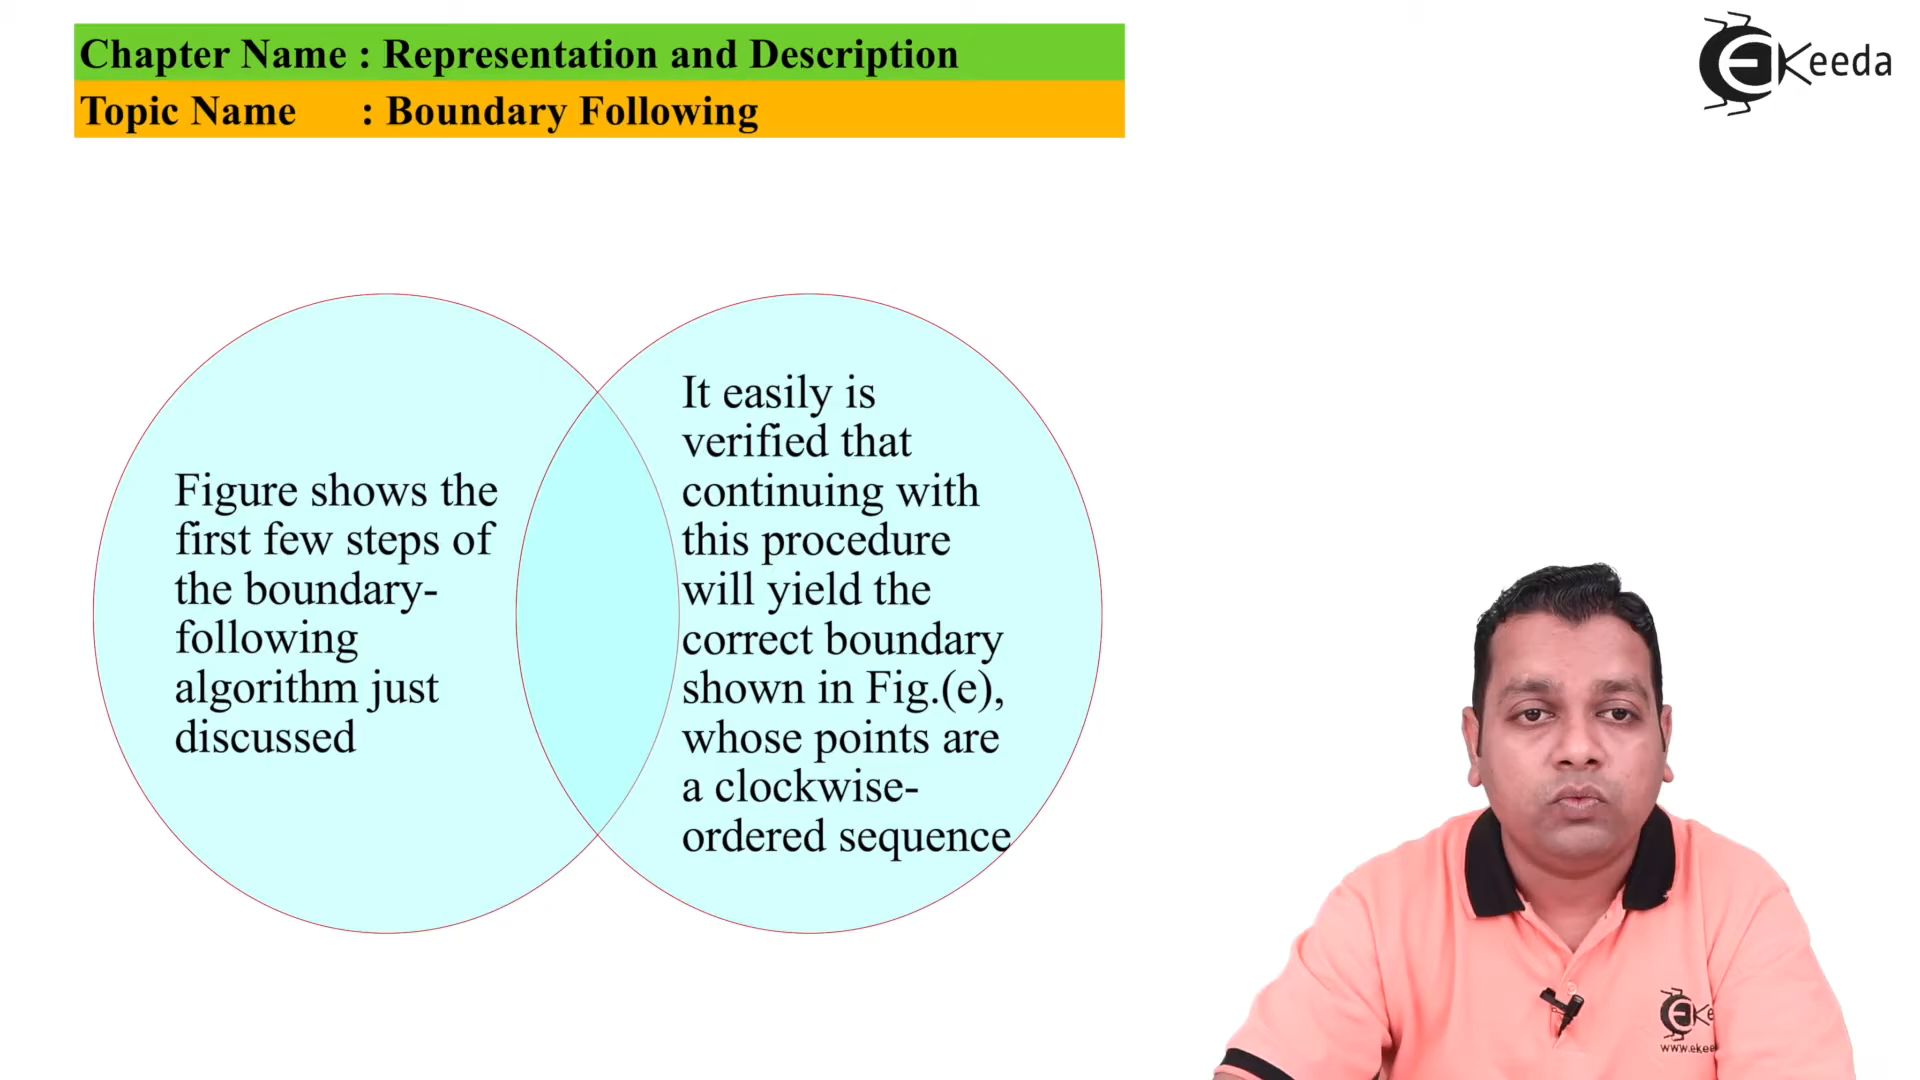 Chapter Name : Representation and Description
Topic Name : Boundary Following
eKeeda
Figure shows the
first few steps of
the boundary-
following
algorithm just
discussed
It easily is
verified that
continuing with
this procedure
will yield the
correct boundary
shown in Fig.(e),
whose points are
a clockwise-
ordered sequence